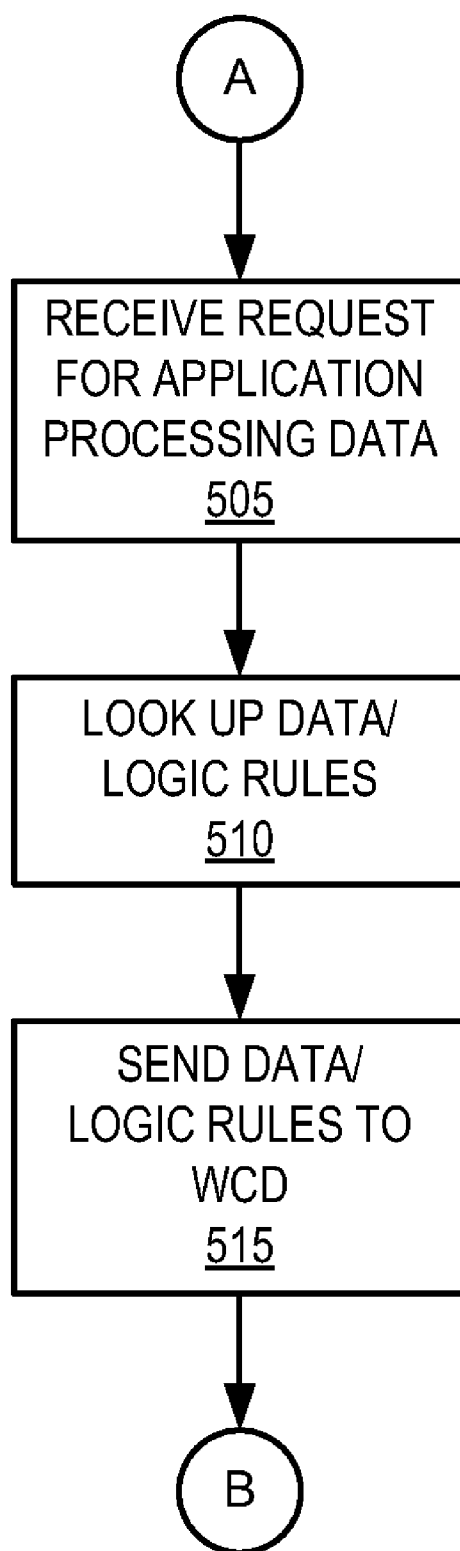 A
RECEIVE REQUEST
FOR APPLICATION
PROCESSING DATA
505
LOOK UP DATA/
LOGIC RULES
510
SEND DATA/
LOGIC RULES TO
WCD
515
B